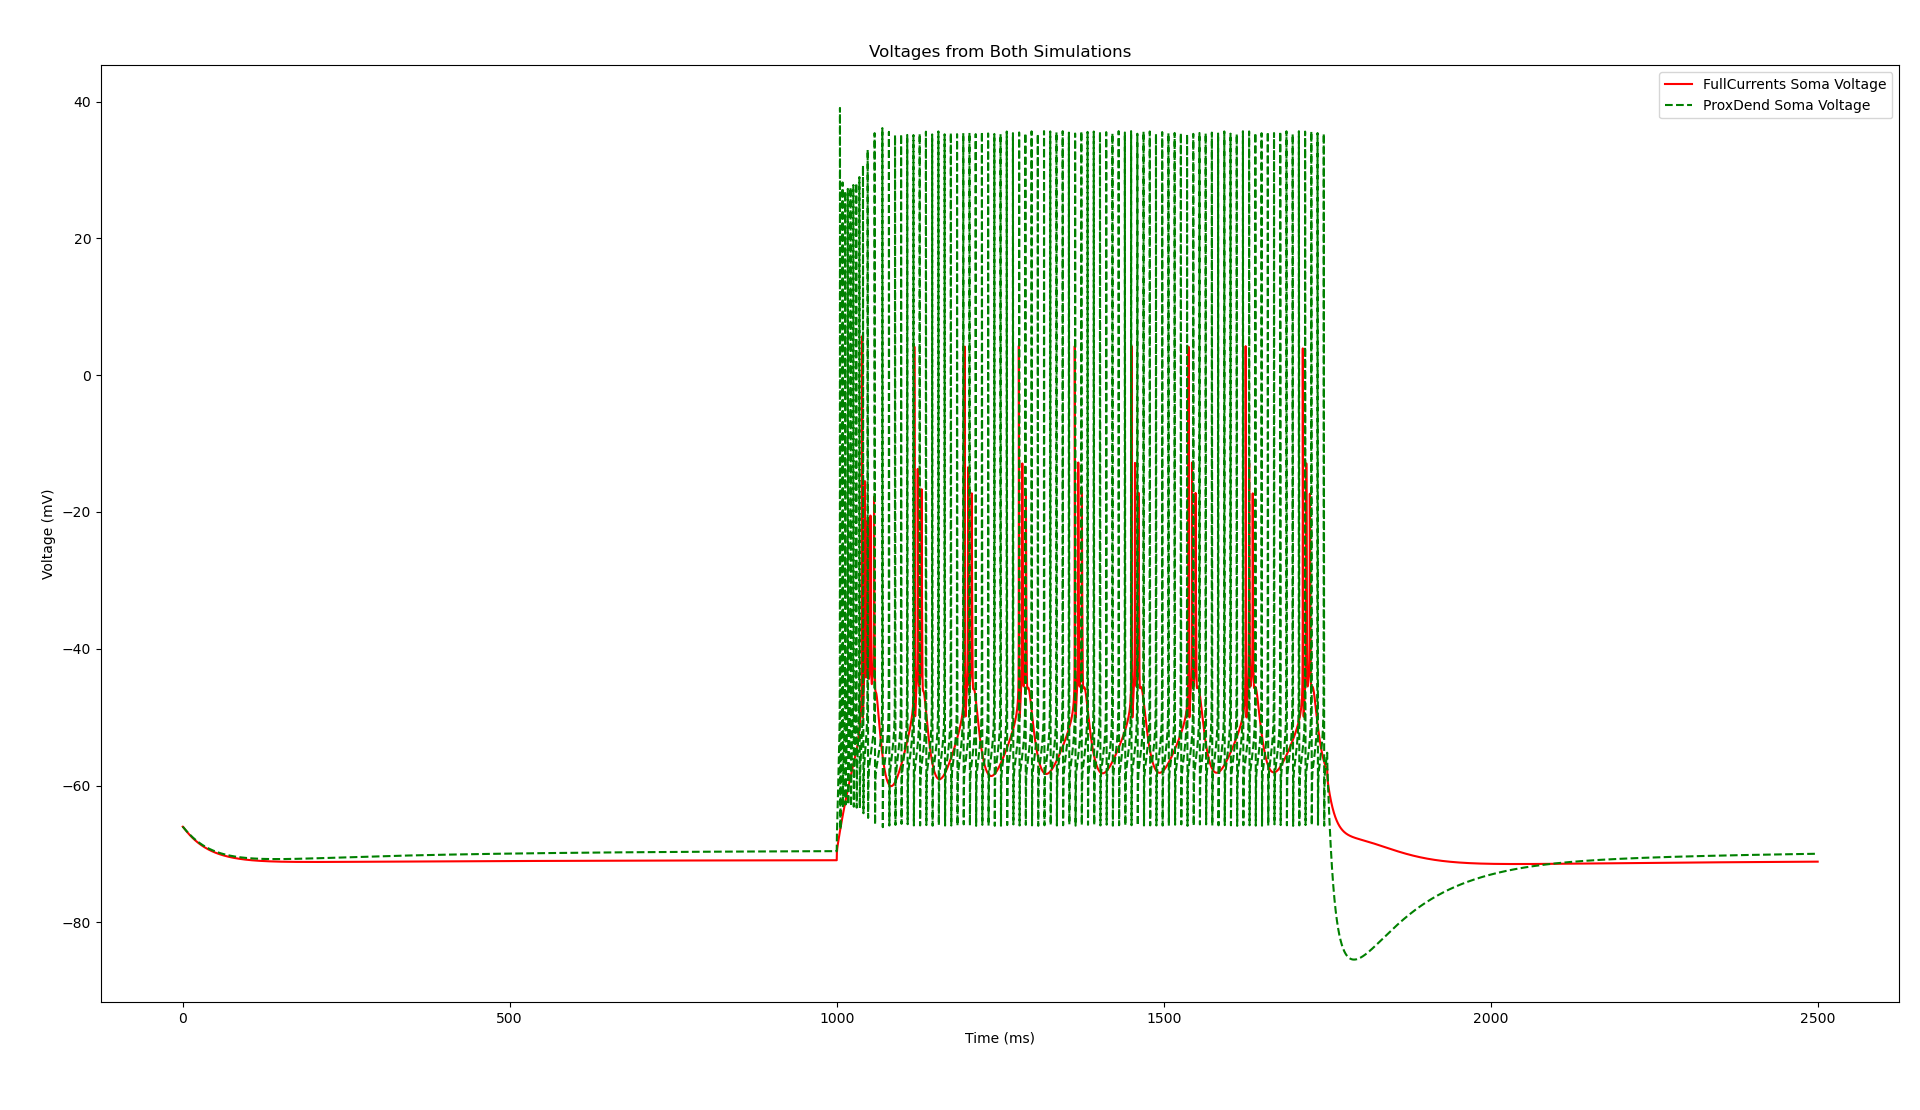 Voltages from Both Simulations
FullCurrents Soma Voltage
ProxDend Soma Voltage
40
20
0
−20
−40
−60
−80
Voltage (mV)
0
500
1000
1500
2000
2500
Time (ms)